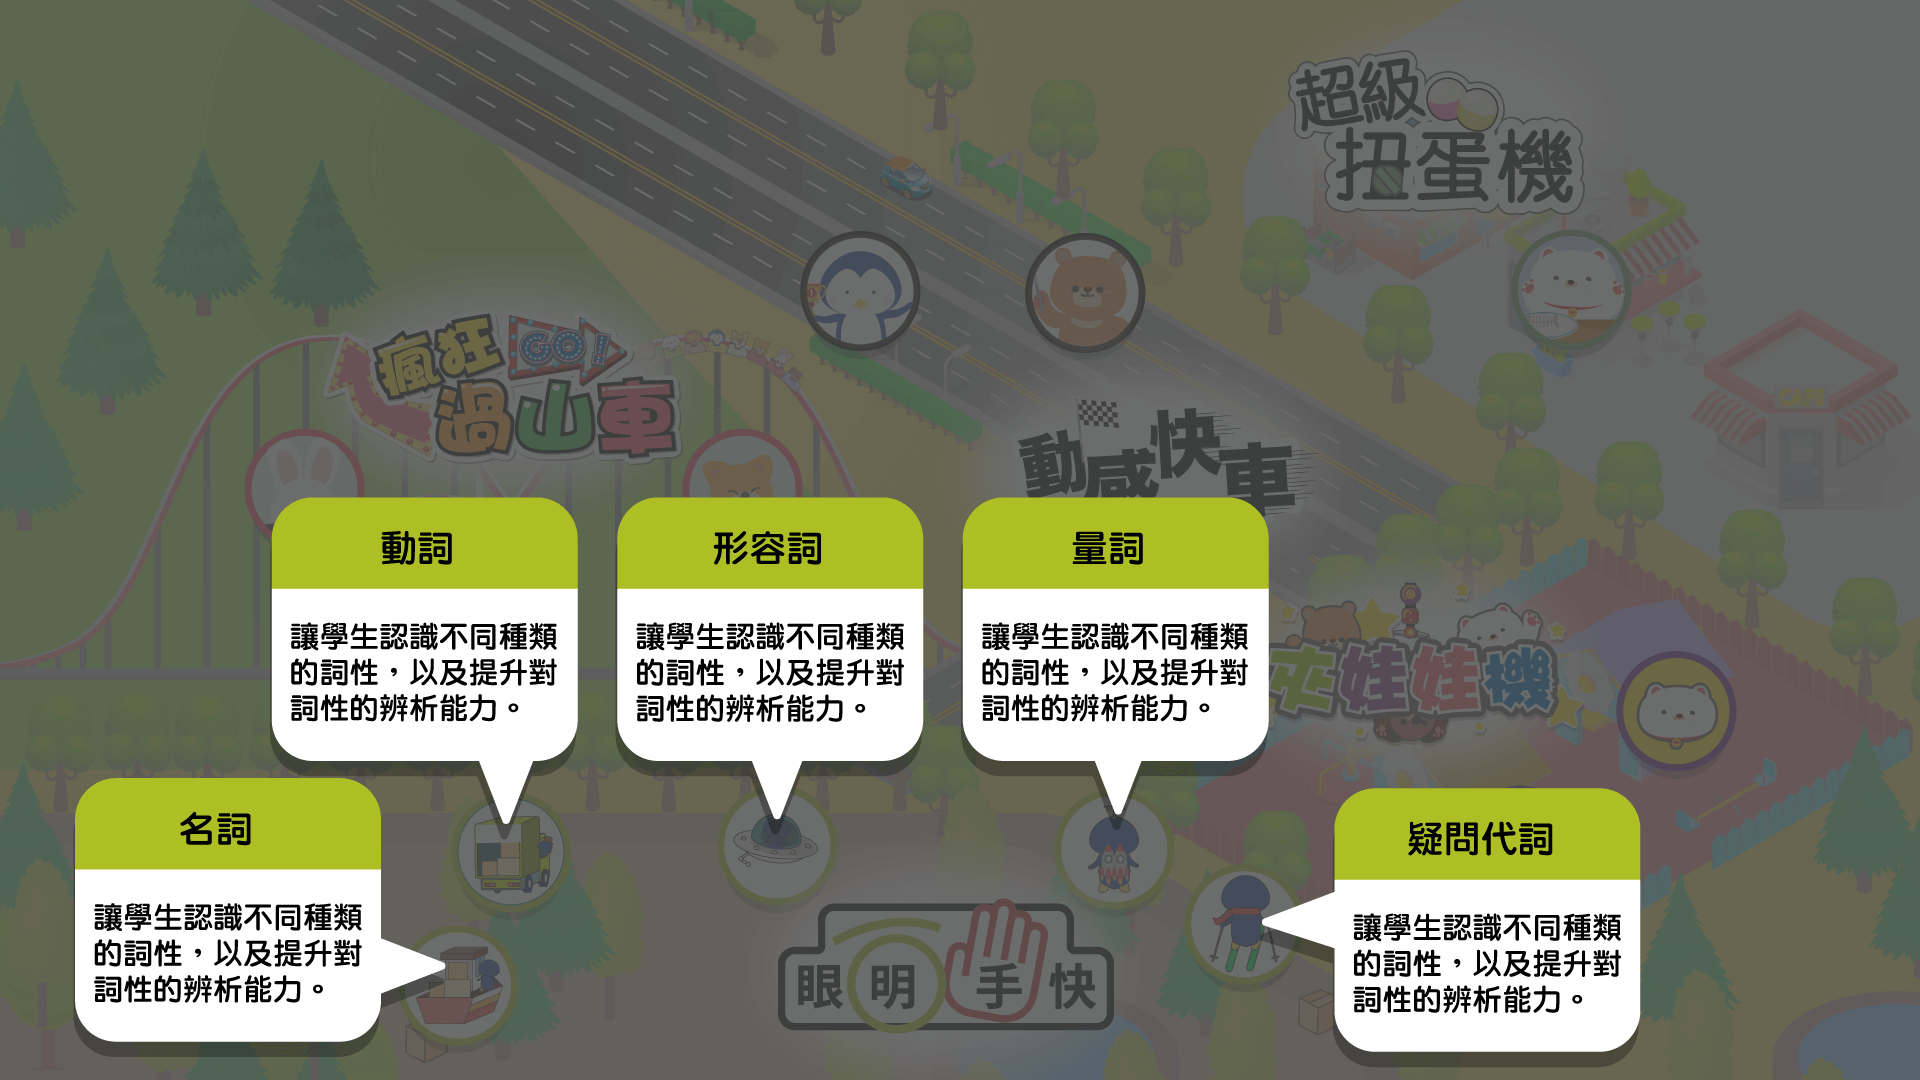 超級
扭蛋機
瘋狂GO!
過山車
動感快車
CAFE
夾娃娃機
動詞
讓學生認識不同種類
的詞性，以及提升對
詞性的辨析能力。
形容詞
讓學生認識不同種類
的詞性，以及提升對
詞性的辨析能力。
量詞
讓學生認識不同種類
的詞性，以及提升對
詞性的辨析能力。
名詞
讓學生認識不同種類
的詞性，以及提升對
詞性的辨析能力。
疑問代詞
讓學生認識不同種類
的詞性，以及提升對
詞性的辨析能力。
眼明手快